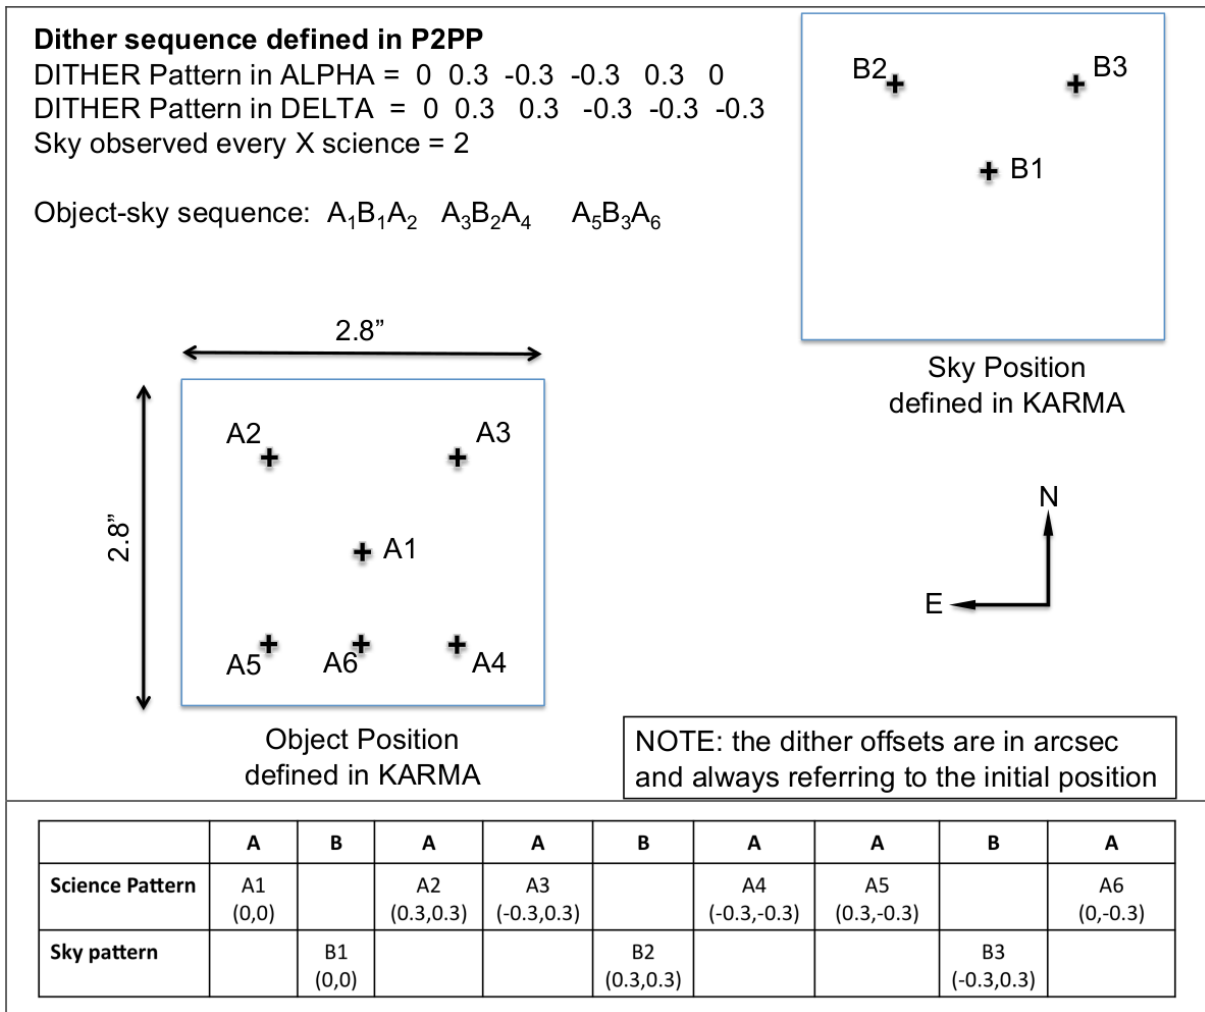 Dither sequence defined in P2PP
DITHER Pattern in ALPHA = 0 0.3 -0.3 -0.3 0.3 0
DITHER Pattern in DELTA = 0 0.3 0.3 -0.3 -0.3 -0.3
Sky observed every X science = 2
Object-sky sequence: A₁B₁A₂ A₃B₂A₄ A₅B₃A₆
B2 B3
B1
Sky Position
defined in KARMA
2.8”
2.8”
A2 A3
A1
A5 A6 A4
Object Position
defined in KARMA
N
E
NOTE: the dither offsets are in arcsec
and always referring to the initial position
A B A A B A A B A
Science Pattern A1 A2 A3 A4 A5 A6
(0,0) (0.3,0.3) (-0.3,0.3) (-0.3,-0.3) (0.3,-0.3) (0,-0.3)
Sky pattern B1 B2 B3
(0,0) (0.3,0.3) (-0.3,0.3)